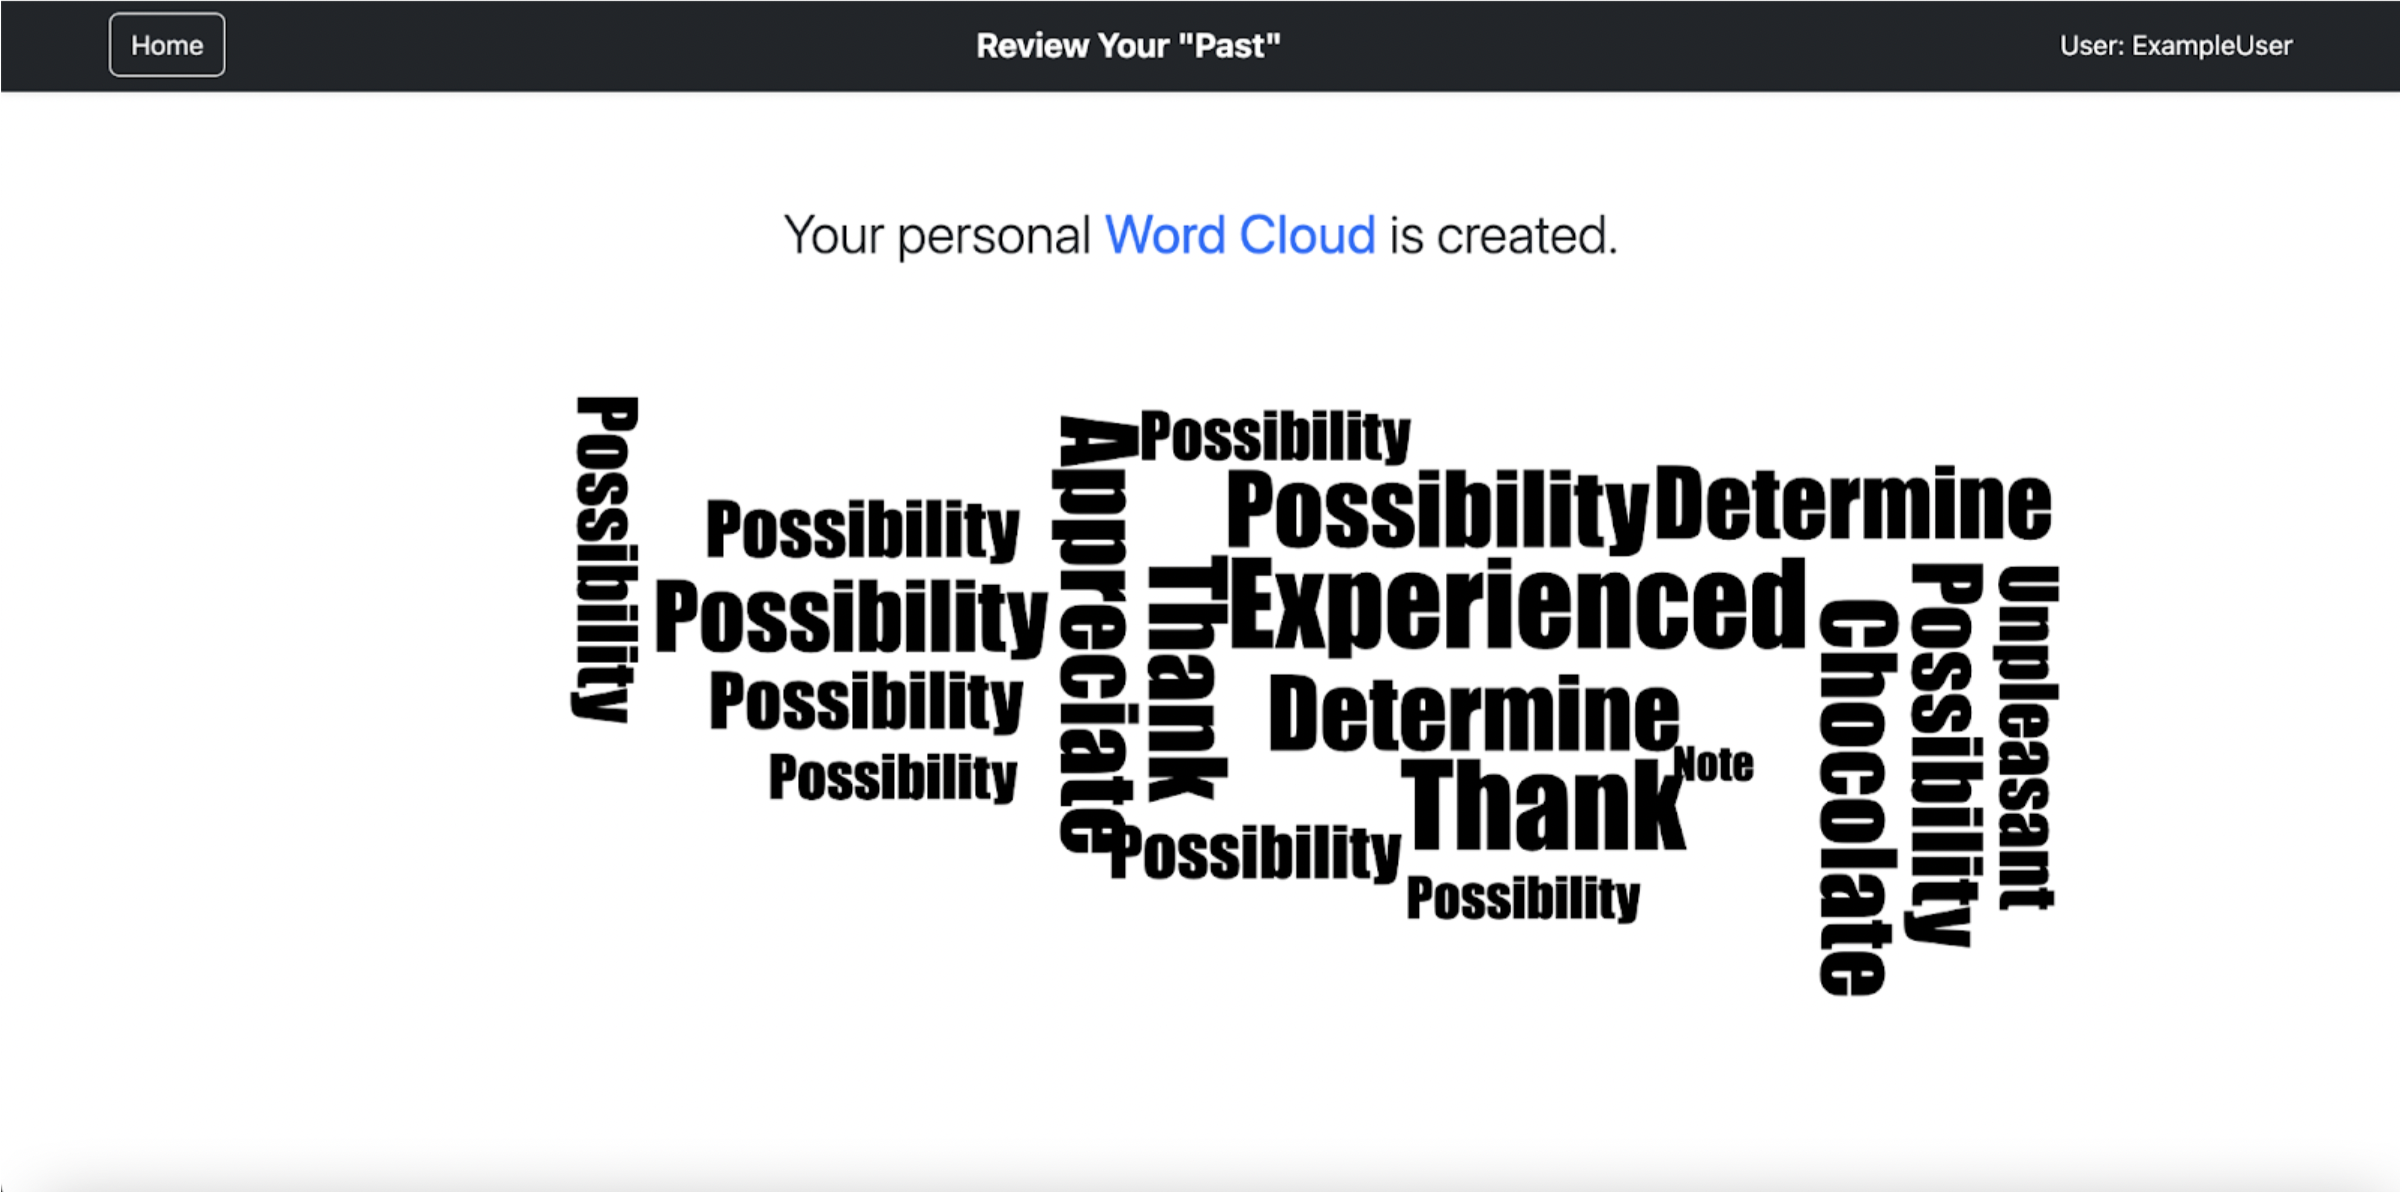 Home
Review Your "Past"
User: ExampleUser
Your personal Word Cloud is created.
Possibility
Possibility
Possibility
Possibility
Possibility
Appreciate
Possibility
Possibility
Determine
Thank
Experienced
Determine
Note
Thank
Possibility
Possibility
Chocolate
Possibility
Unpleasant